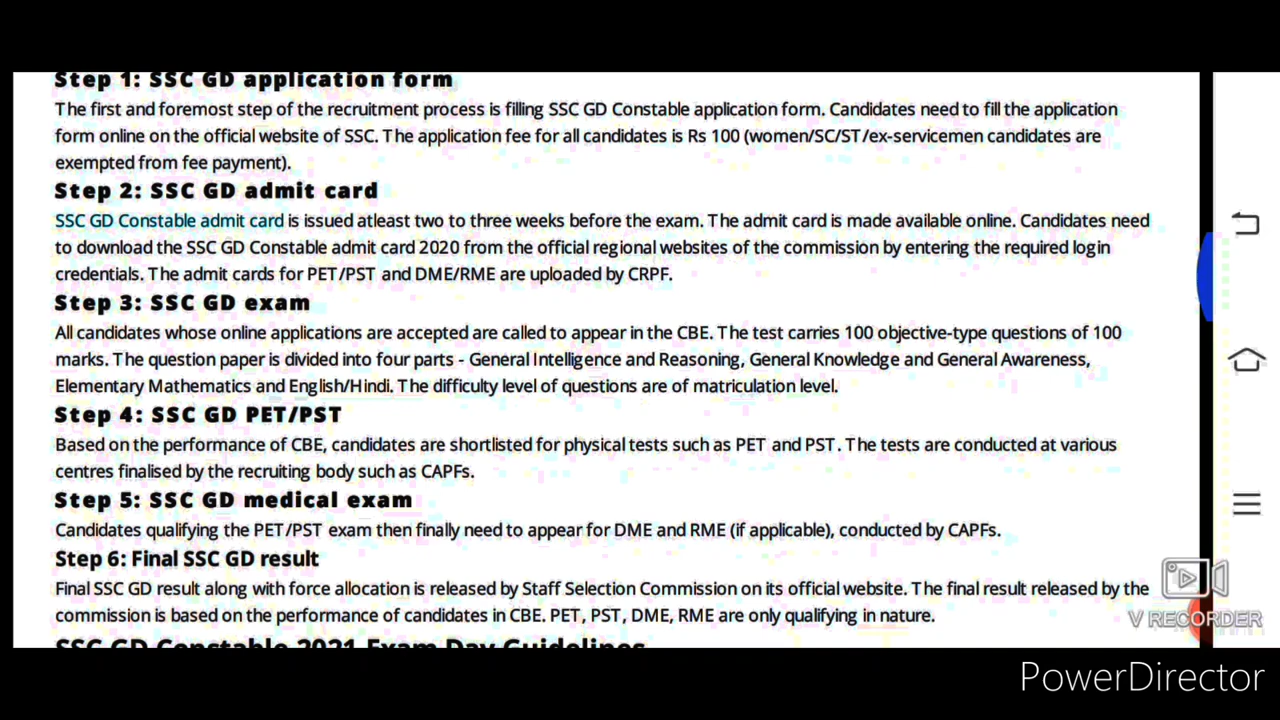 Step 1: SSC GD application form
The first and foremost step of the recruitment process is filling SSC GD Constable application form. Candidates need to fill the application
form online on the official website of SSC. The application fee for all candidates is Rs 100 (women/SC/ST/ex-servicemen candidates are
exempted from fee payment).
Step 2: SSC GD admit card
SSC GD Constable admit card is issued atleast two to three weeks before the exam. The admit card is made available online. Candidates need
to download the SSC GD Constable admit card 2020 from the official regional websites of the commission by entering the required login
credentials. The admit cards for PET/PST and DME/RME are uploaded by CRPF.
Step 3: SSC GD exam
All candidates whose online applications are accepted are called to appear in the CBE. The test carries 100 objective-type questions of 100
marks. The question paper is divided into four parts - General Intelligence and Reasoning, General Knowledge and General Awareness,
Elementary Mathematics and English/Hindi. The difficulty level of questions are of matriculation level.
Step 4: SSC GD PET/PST
Based on the performance of CBE, candidates are shortlisted for physical tests such as PET and PST. The tests are conducted at various
centres finalised by the recruiting body such as CAPFs.
Step 5: SSC GD medical exam
Candidates qualifying the PET/PST exam then finally need to appear for DME and RME (if applicable), conducted by CAPFs.
Step 6: Final SSC GD result
Final SSC GD result along with force allocation is released by Staff Selection Commission on its official website. The final result released by the
commission is based on the performance of candidates in CBE. PET, PST, DME, RME are only qualifying in nature.
SSC GD Constable 2021 Exam Day Guidelines
V RECORDER
PowerDirector